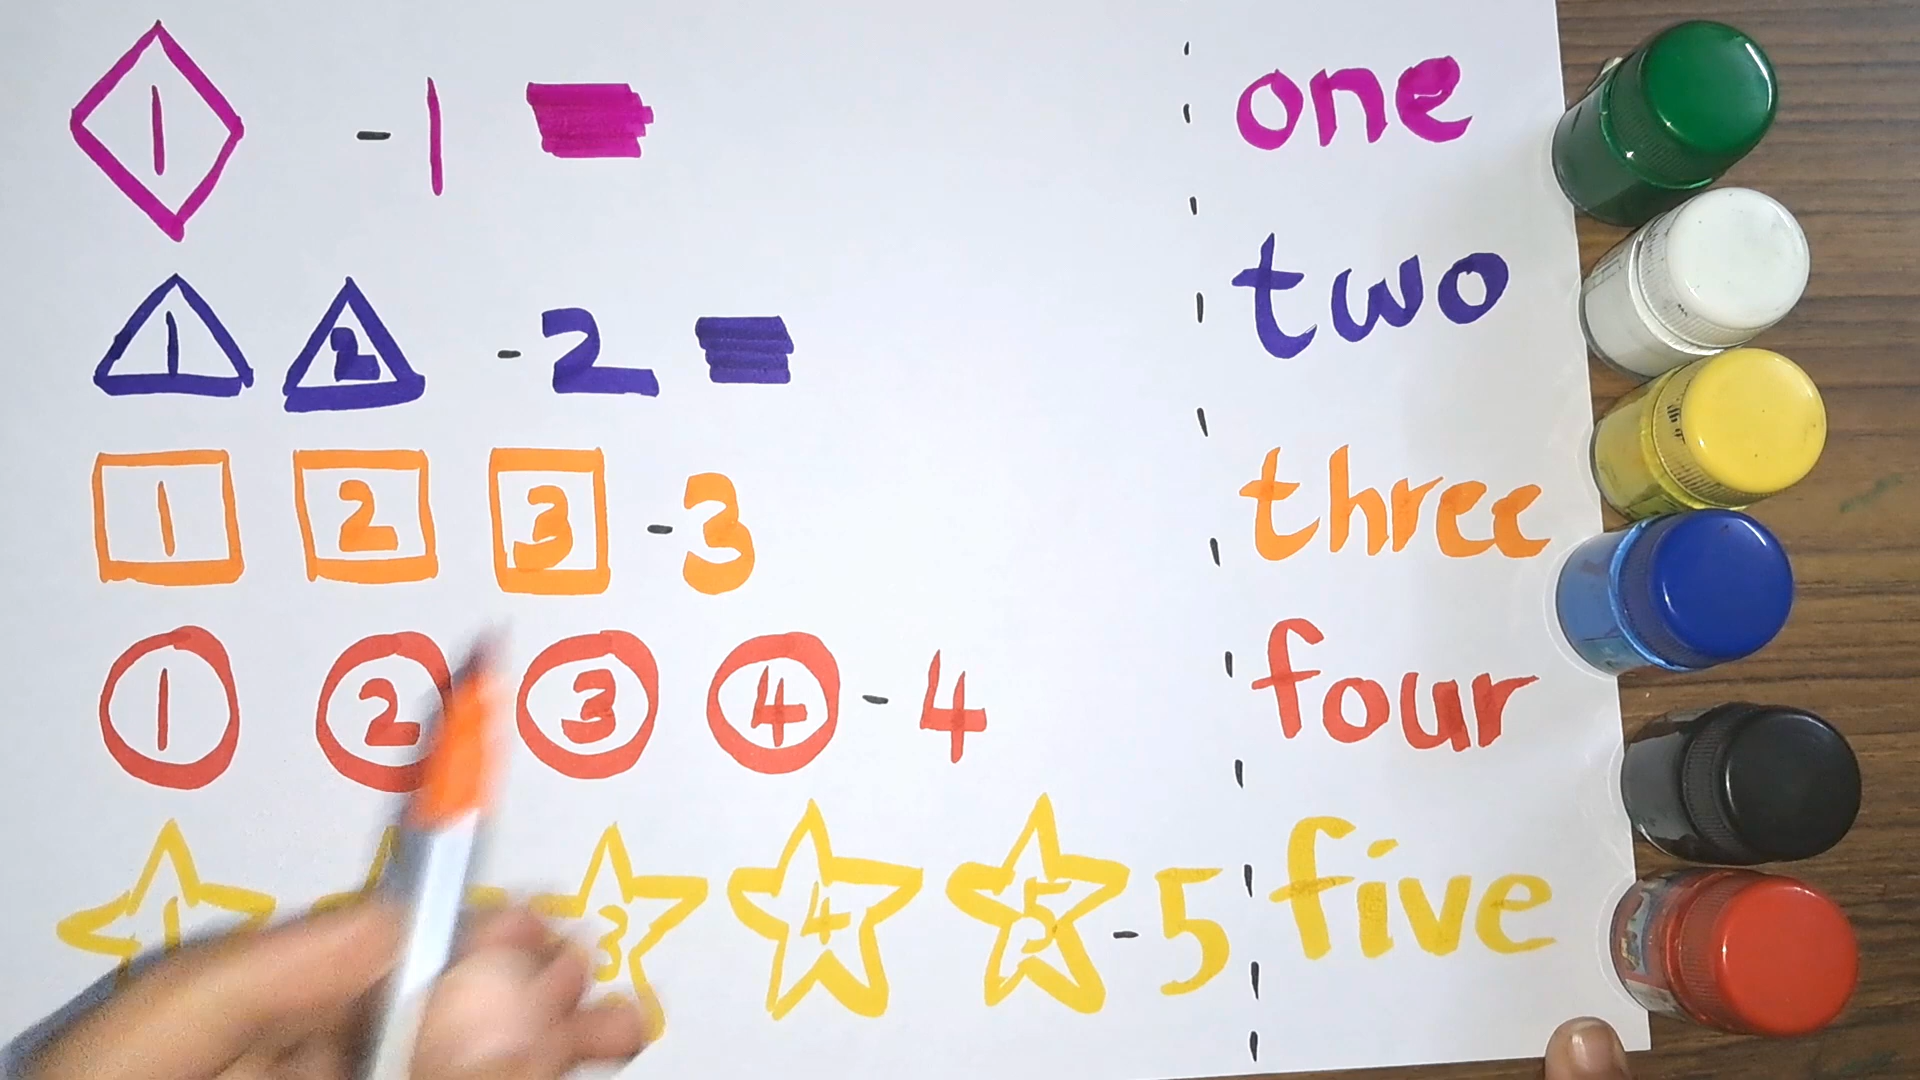 1 - 1 one
1 2 - 2 two
1 2 3 - 3 three
1 2 3 4 - 4 four
1 3 4 5 - 5 five